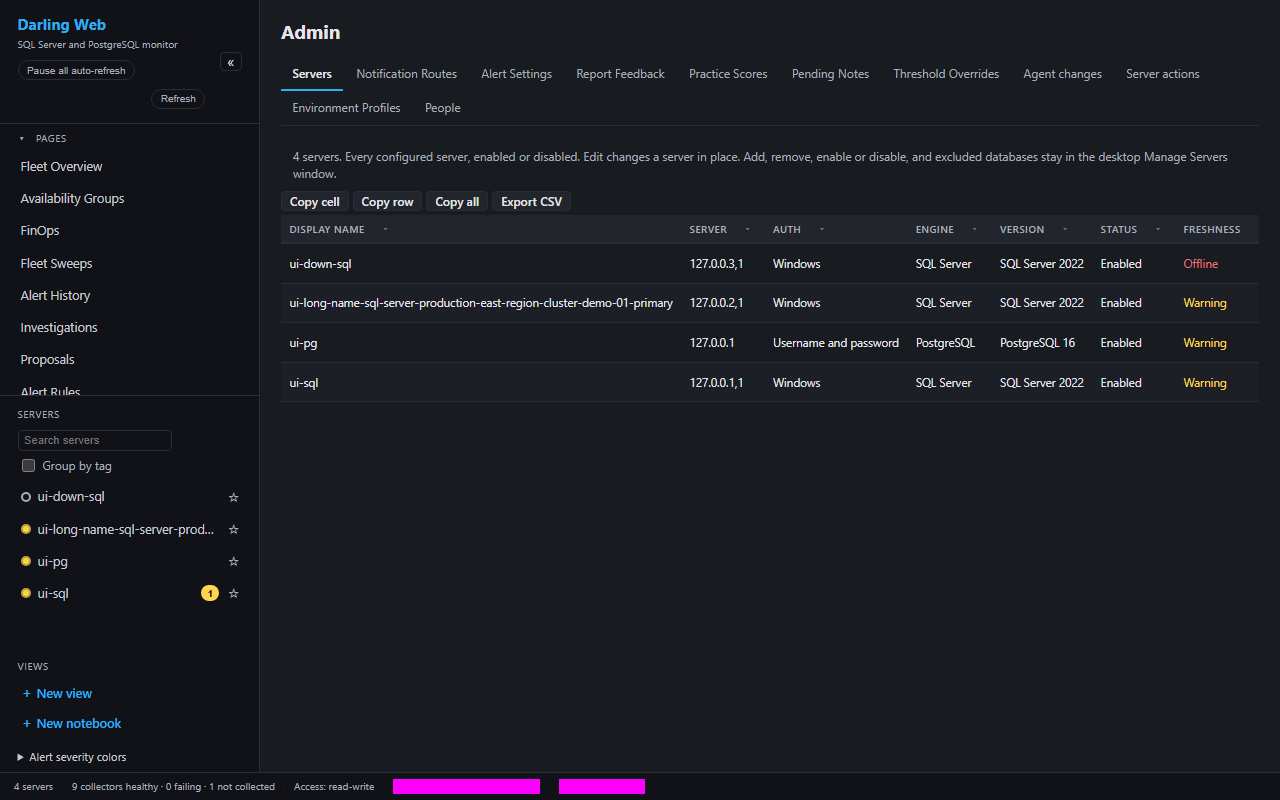 Darling Web
SQL Server and PostgreSQL monitor
Pause all auto-refresh
«
Refresh
PAGES
Fleet Overview
Availability Groups
FinOps
Fleet Sweeps
Alert History
Investigations
Proposals
Alert Rules
SERVERS
Search servers
Group by tag
ui-down-sql
ui-long-name-sql-server-prod...
ui-pg
ui-sql 1
VIEWS
+ New view
+ New notebook
Alert severity colors
Admin
Servers Notification Routes Alert Settings Report Feedback Practice Scores Pending Notes Threshold Overrides Agent changes Server actions
Environment Profiles People
4 servers. Every configured server, enabled or disabled. Edit changes a server in place. Add, remove, enable or disable, and excluded databases stay in the desktop Manage Servers
window.
Copy cell Copy row Copy all Export CSV
DISPLAY NAME SERVER AUTH ENGINE VERSION STATUS FRESHNESS
ui-down-sql 127.0.0.3,1 Windows SQL Server SQL Server 2022 Enabled Offline
ui-long-name-sql-server-production-east-region-cluster-demo-01-primary 127.0.0.2,1 Windows SQL Server SQL Server 2022 Enabled Warning
ui-pg 127.0.0.1 Username and password PostgreSQL PostgreSQL 16 Enabled Warning
ui-sql 127.0.0.1,1 Windows SQL Server SQL Server 2022 Enabled Warning
4 servers · 9 collectors healthy · 0 failing · 1 not collected · Access: read-write